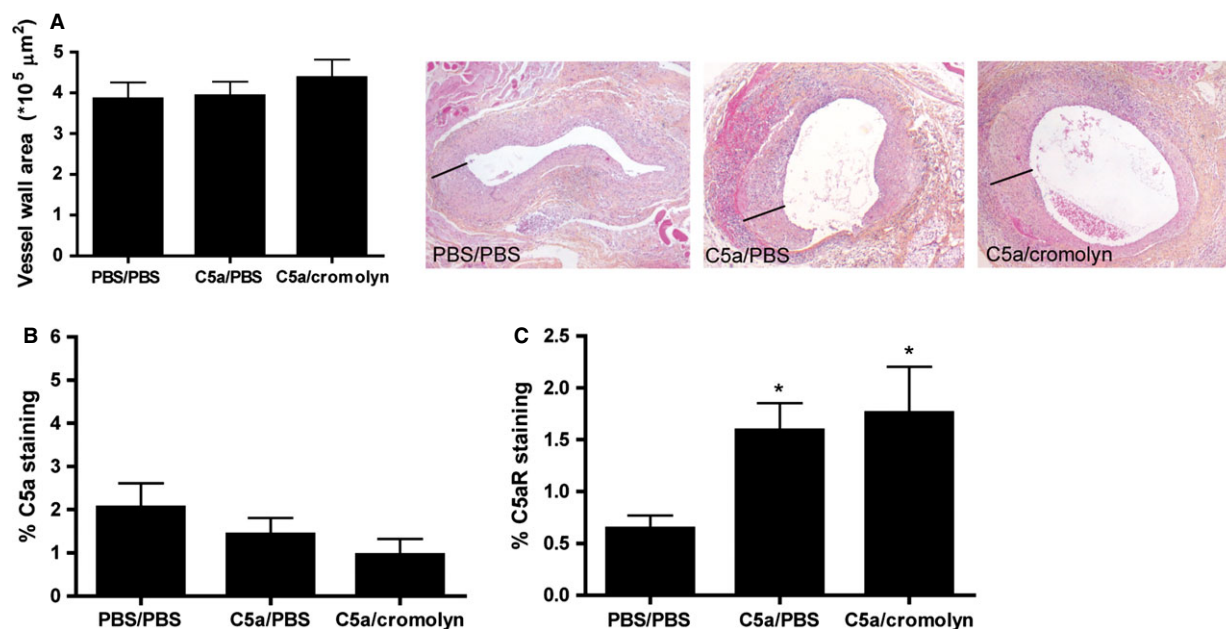 A
Vessel wall area (*10⁵ µm²)
5
4
3
2
1
0
PBS/PBS
C5a/PBS
C5a/cromolyn
PBS/PBS
C5a/PBS
C5a/cromolyn
B
% C5a staining
6
5
4
3
2
1
0
PBS/PBS
C5a/PBS
C5a/cromolyn
C
% C5aR staining
2.5
2.0
1.5
1.0
0.5
0.0
*
*
PBS/PBS
C5a/PBS
C5a/cromolyn